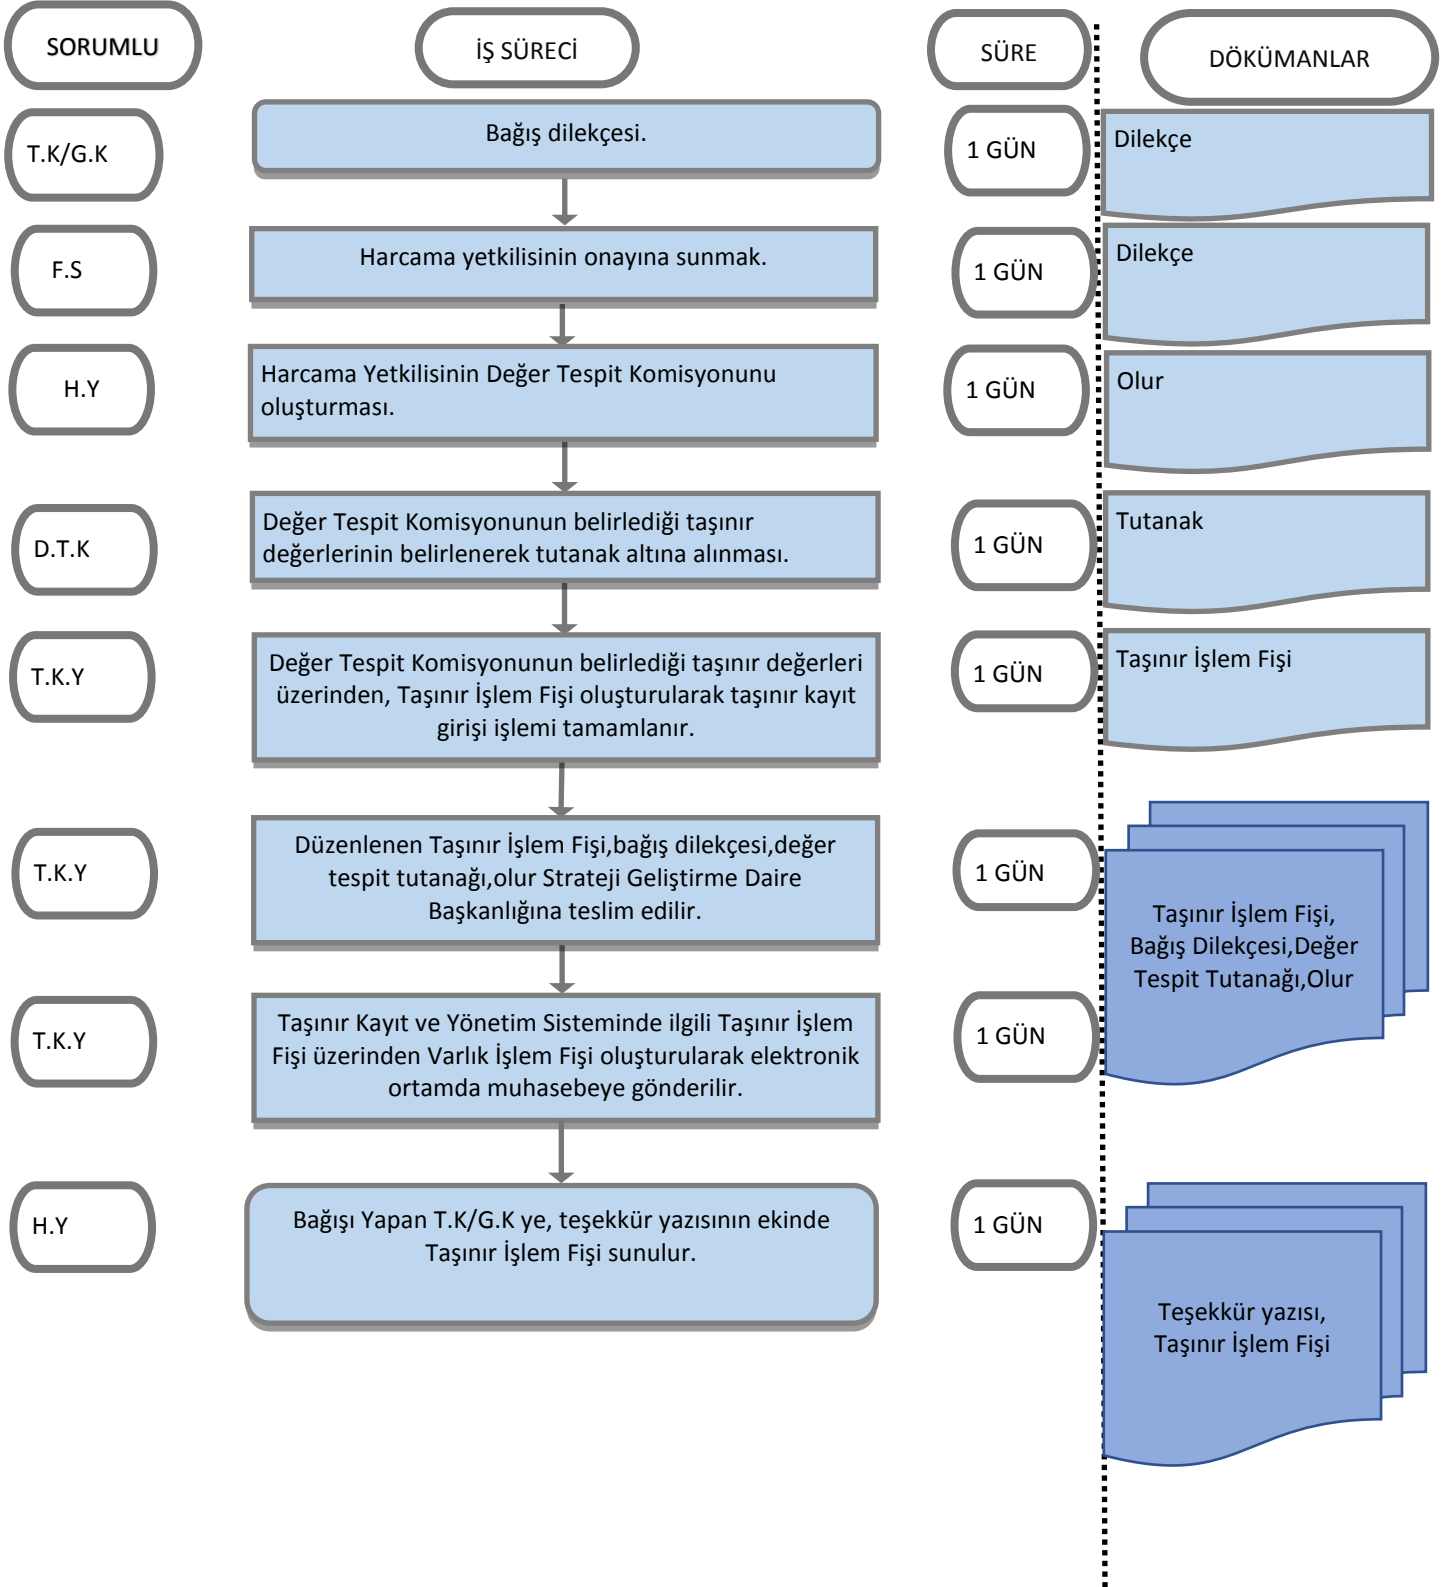 SORUMLU
İŞ SÜRECİ
SÜRE
DÖKÜMANLAR
T.K/G.K
Bağış dilekçesi.
1 GÜN
Dilekçe
F.S
Harcama yetkilisinin onayına sunmak.
1 GÜN
Dilekçe
H.Y
Harcama Yetkilisinin Değer Tespit Komisyonunu
oluşturması.
1 GÜN
Olur
D.T.K
Değer Tespit Komisyonunun belirlediği taşınır
değerlerinin belirlenerek tutanak altına alınması.
1 GÜN
Tutanak
T.K.Y
Değer Tespit Komisyonunun belirlediği taşınır değerleri
üzerinden, Taşınır İşlem Fişi oluşturularak taşınır kayıt
girişi işlemi tamamlanır.
1 GÜN
Taşınır İşlem Fişi
T.K.Y
Düzenlenen Taşınır İşlem Fişi,bağış dilekçesi,değer
tespit tutanağı,olur Strateji Geliştirme Daire
Başkanlığına teslim edilir.
1 GÜN
Taşınır İşlem Fişi,
Bağış Dilekçesi,Değer
Tespit Tutanağı,Olur
T.K.Y
Taşınır Kayıt ve Yönetim Sisteminde ilgili Taşınır İşlem
Fişi üzerinden Varlık İşlem Fişi oluşturularak elektronik
ortamda muhasebeye gönderilir.
1 GÜN
H.Y
Bağışı Yapan T.K/G.K ye, teşekkür yazısının ekinde
Taşınır İşlem Fişi sunulur.
1 GÜN
Teşekkür yazısı,
Taşınır İşlem Fişi